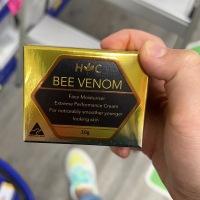 H C
BEE VENOM
Face Moisturiser
Extreme Performance Cream
For noticeably smoother younger
looking skin
50g